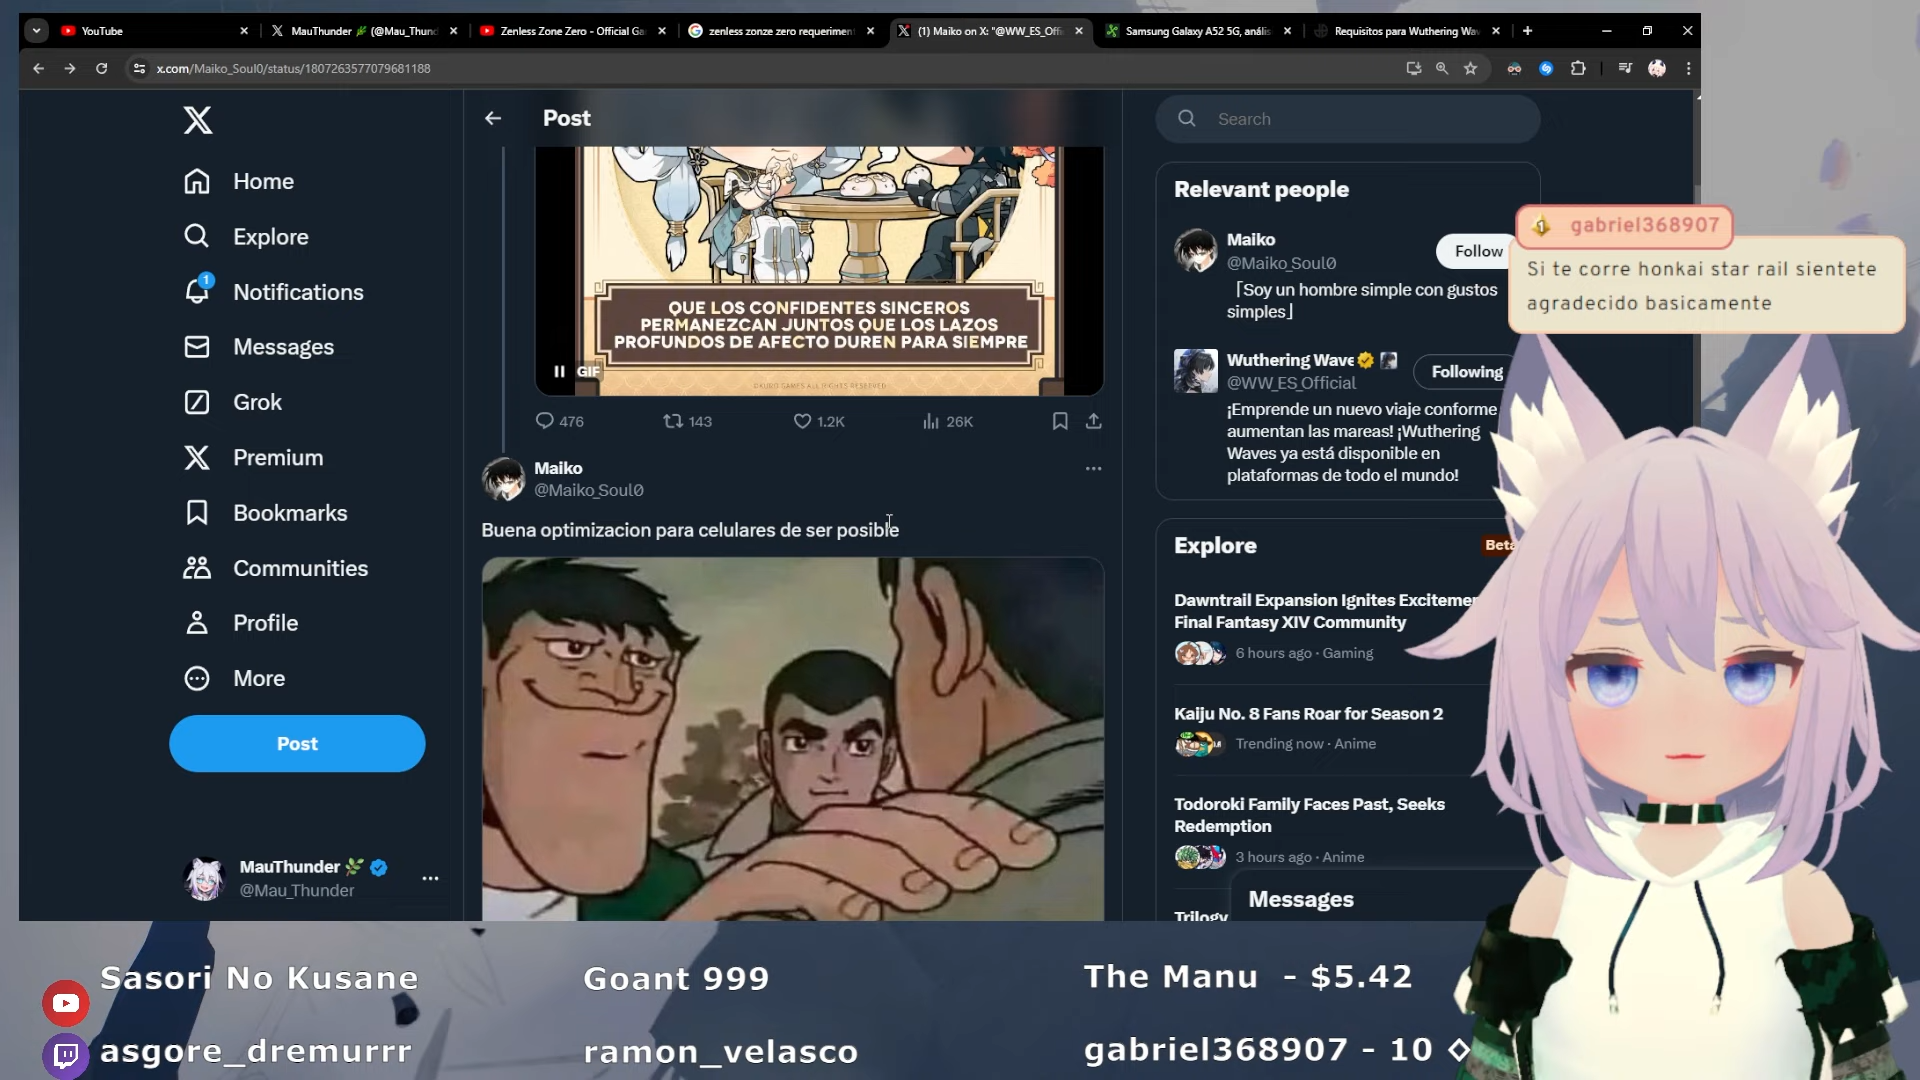 YouTube
MauThunder 🌿 (@Mau_Thund
Zenless Zone Zero - Official Ga
zenless zonze zero requerimen
(1) Maiko on X: "@WW_ES_Offi
Samsung Galaxy A52 5G, anális
Requisitos para Wuthering Wav
x.com/Maiko_Soul0/status/1807263577079681188
Home
Explore
1
Notifications
Messages
Grok
Premium
Bookmarks
Communities
Profile
More
Post
MauThunder 🌿
@Mau_Thunder
Post
QUE LOS CONFIDENTES SINCEROS
PERMANEZCAN JUNTOS QUE LOS LAZOS
PROFUNDOS DE AFECTO DUREN PARA SIEMPRE
GIF
476
143
1.2K
26K
Maiko
@Maiko_Soul0
Buena optimizacion para celulares de ser posible
Search
Relevant people
Maiko
@Maiko_Soul0
Follow
「Soy un hombre simple con gustos
simples」
Wuthering Wave
@WW_ES_Official
Following
¡Emprende un nuevo viaje conforme
aumentan las mareas! ¡Wuthering
Waves ya está disponible en
plataformas de todo el mundo!
Explore
Beta
Dawntrail Expansion Ignites Exciteme
Final Fantasy XIV Community
6 hours ago · Gaming
Kaiju No. 8 Fans Roar for Season 2
Trending now · Anime
Todoroki Family Faces Past, Seeks
Redemption
3 hours ago · Anime
Trilogy
Messages
1
gabriel368907
Si te corre honkai star rail sientete
agradecido basicamente
Sasori No Kusane
Goant 999
The Manu - $5.42
asgore_dremurrr
ramon_velasco
gabriel368907 - 10